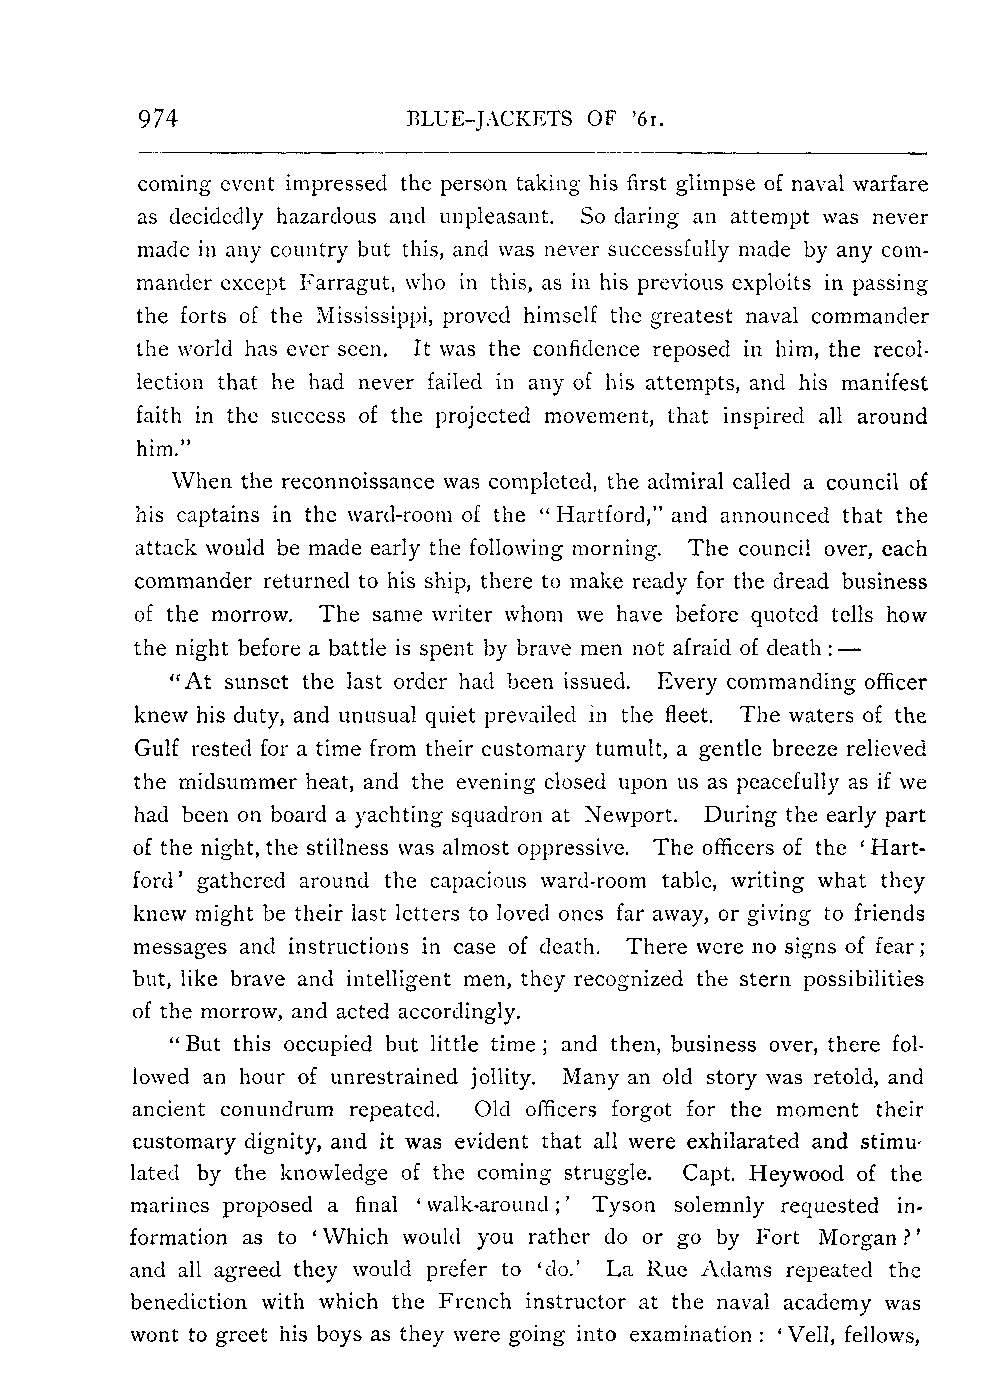 974 BLUE-JACKETS OF '61.
coming event impressed the person taking his first glimpse of naval warfare
as decidedly hazardous and unpleasant. So daring an attempt was never
made in any country but this, and was never successfully made by any com-
mander except Farragut, who in this, as in his previous exploits in passing
the forts of the Mississippi, proved himself the greatest naval commander
the world has ever seen. It was the confidence reposed in him, the recol-
lection that he had never failed in any of his attempts, and his manifest
faith in the success of the projected movement, that inspired all around
him."
When the reconnoissance was completed, the admiral called a council of
his captains in the ward-room of the "Hartford," and announced that the
attack would be made early the following morning. The council over, each
commander returned to his ship, there to make ready for the dread business
of the morrow. The same writer whom we have before quoted tells how
the night before a battle is spent by brave men not afraid of death:—
"At sunset the last order had been issued. Every commanding officer
knew his duty, and unusual quiet prevailed in the fleet. The waters of the
Gulf rested for a time from their customary tumult, a gentle breeze relieved
the midsummer heat, and the evening closed upon us as peacefully as if we
had been on board a yachting squadron at Newport. During the early part
of the night, the stillness was almost oppressive. The officers of the 'Hart-
ford' gathered around the capacious ward-room table, writing what they
knew might be their last letters to loved ones far away, or giving to friends
messages and instructions in case of death. There were no signs of fear;
but, like brave and intelligent men, they recognized the stern possibilities
of the morrow, and acted accordingly.
"But this occupied but little time; and then, business over, there fol-
lowed an hour of unrestrained jollity. Many an old story was retold, and
ancient conundrum repeated. Old officers forgot for the moment their
customary dignity, and it was evident that all were exhilarated and stimu-
lated by the knowledge of the coming struggle. Capt. Heywood of the
marines proposed a final 'walk-around;' Tyson solemnly requested in-
formation as to 'Which would you rather do or go by Fort Morgan?'
and all agreed they would prefer to 'do.' La Rue Adams repeated the
benediction with which the French instructor at the naval academy was
wont to greet his boys as they were going into examination: 'Vell, fellows,